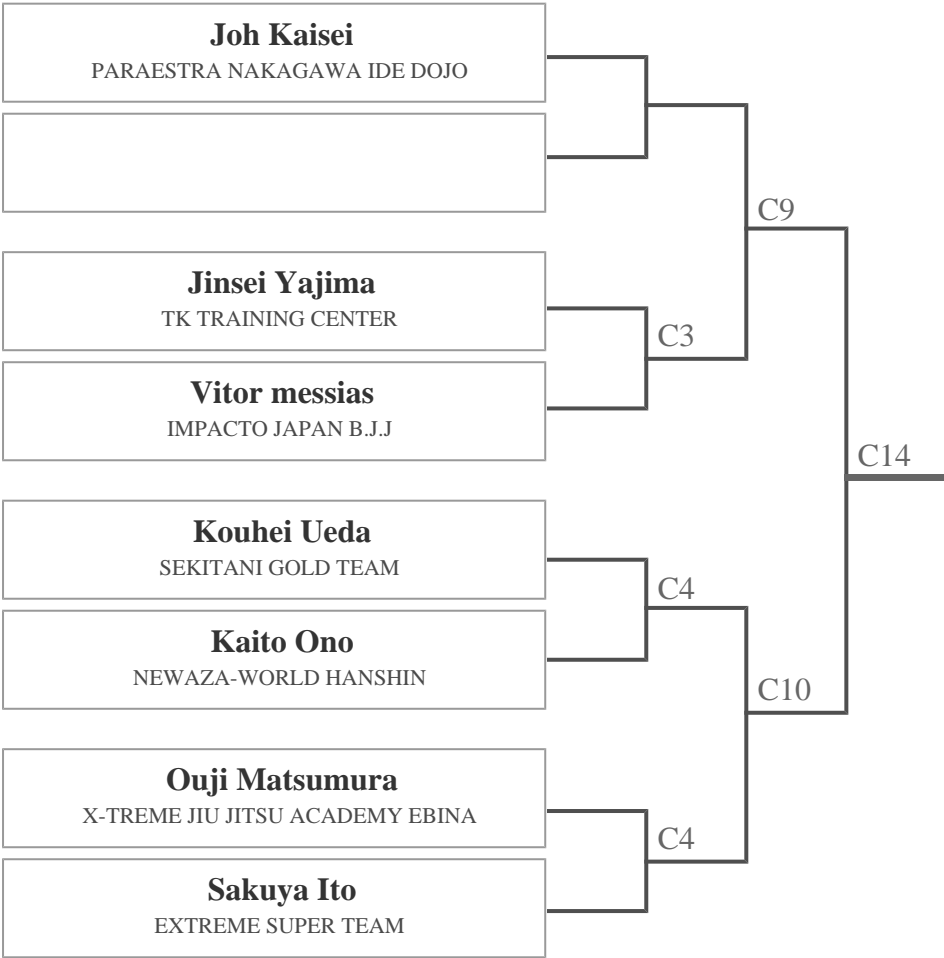 Joh Kaisei
PARAESTRA NAKAGAWA IDE DOJO
C9
Jinsei Yajima
TK TRAINING CENTER
C3
Vitor messias
IMPACTO JAPAN B.J.J
C14
Kouhei Ueda
SEKITANI GOLD TEAM
C4
Kaito Ono
NEWAZA-WORLD HANSHIN
C10
Ouji Matsumura
X-TREME JIU JITSU ACADEMY EBINA
C4
Sakuya Ito
EXTREME SUPER TEAM